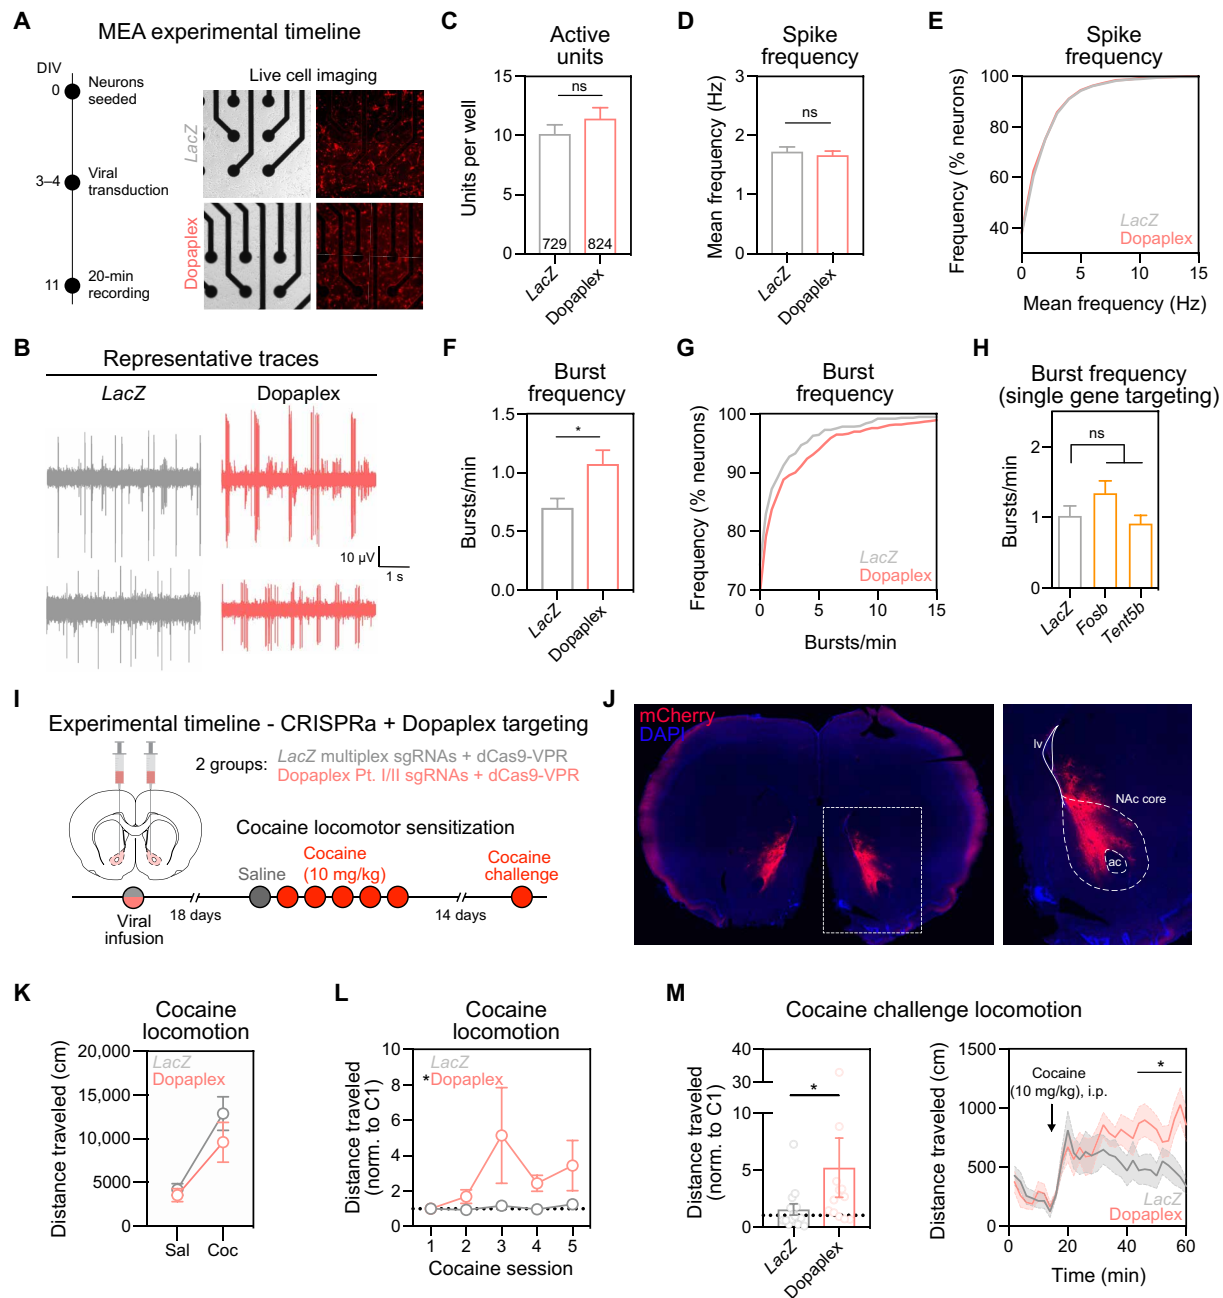 A
MEA experimental timeline
DIV
0
Neurons
seeded
3–4
Viral
transduction
11
20-min
recording
Live cell imaging
LacZ
Dopaplex
B
Representative traces
LacZ
Dopaplex
10 µV
1 s
C
Active
units
Units per well
15
10
5
0
ns
729
824
LacZ
Dopaplex
D
Spike
frequency
Mean frequency (Hz)
3
2
1
0
ns
LacZ
Dopaplex
E
Spike
frequency
Frequency (% neurons)
100
80
60
40
LacZ
Dopaplex
0
5
10
15
Mean frequency (Hz)
F
Burst
frequency
Bursts/min
1.5
1.0
0.5
0.0
*
LacZ
Dopaplex
G
Burst
frequency
Frequency (% neurons)
100
90
80
70
LacZ
Dopaplex
0
5
10
15
Bursts/min
H
Burst frequency
(single gene targeting)
Bursts/min
2
1
0
ns
LacZ
Fosb
Tent5b
I
Experimental timeline - CRISPRa + Dopaplex targeting
2 groups:
LacZ multiplex sgRNAs + dCas9-VPR
Dopaplex Pt. I/II sgRNAs + dCas9-VPR
Cocaine locomotor sensitization
Saline
Cocaine
(10 mg/kg)
Cocaine
challenge
Viral
infusion
18 days
14 days
J
mCherry
DAPI
lv
NAc core
ac
K
Cocaine
locomotion
Distance traveled (cm)
20,000
15,000
10,000
5000
0
LacZ
Dopaplex
Sal
Coc
L
Cocaine
locomotion
Distance traveled
(norm. to C1)
10
8
6
4
2
0
LacZ
*Dopaplex
1
2
3
4
5
Cocaine session
M
Cocaine challenge locomotion
Distance traveled
(norm. to C1)
40
30
10
5
0
*
LacZ
Dopaplex
Distance traveled (cm)
1500
1000
500
0
Cocaine
(10 mg/kg), i.p.
*
LacZ
Dopaplex
0
20
40
60
Time (min)